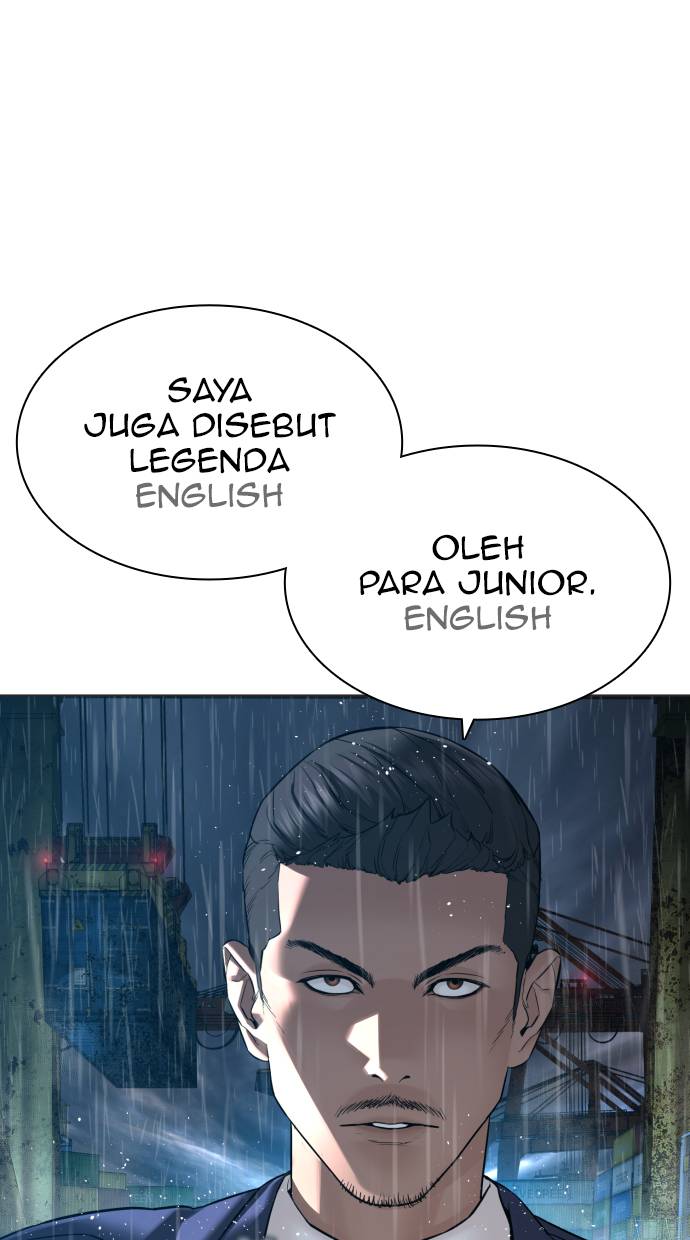 SAYA
JUGA DISEBUT
LEGENDA
ENGLISH
OLEH
PARA JUNIOR.
ENGLISH